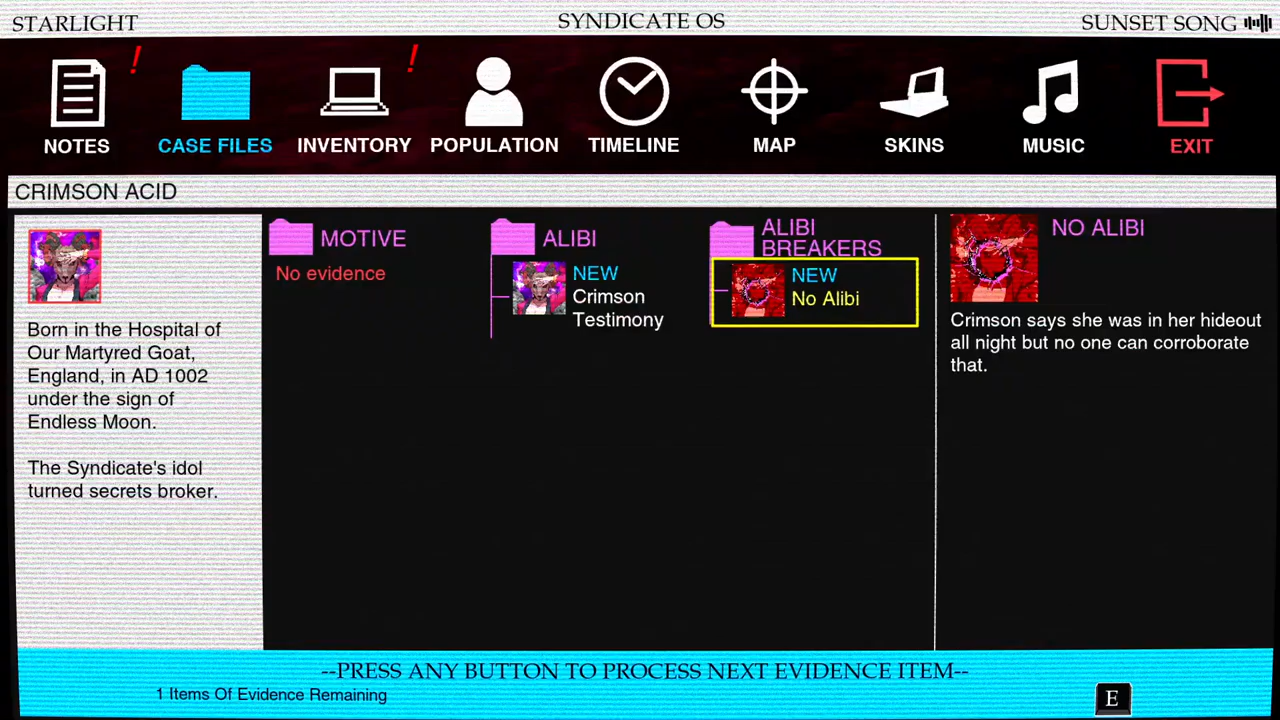 STARLIGHT
SYNDICATE OS
SUNSET SONG
!
!
NOTES
CASE FILES
INVENTORY
POPULATION
TIMELINE
MAP
SKINS
MUSIC
EXIT
CRIMSON ACID
Born in the Hospital of
Our Martyred Goat,
England, in AD 1002
under the sign of
Endless Moon.
The Syndicate's idol
turned secrets broker.
MOTIVE
No evidence
ALIBI
NEW
Crimson
Testimony
ALIBI
BREAKERS
NEW
No Alibi
NO ALIBI
Crimson says she was in her hideout
all night but no one can corroborate
that.
--PRESS ANY BUTTON TO PROCESS NEXT EVIDENCE ITEM--
1 Items Of Evidence Remaining
E